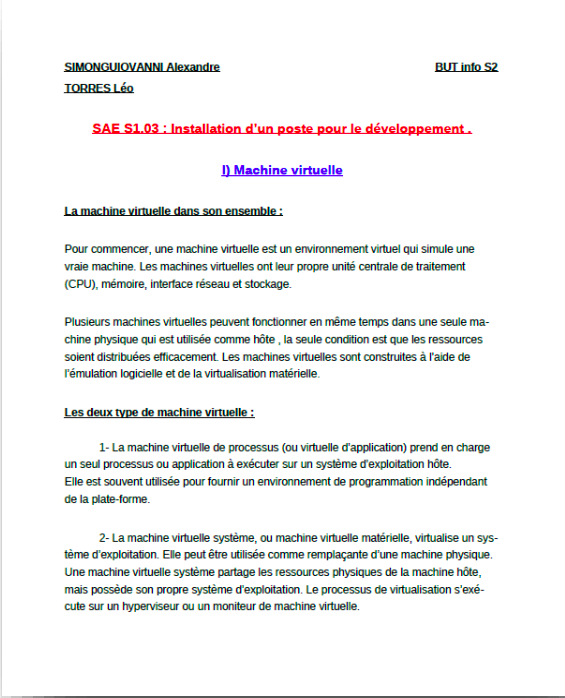 SIMONGUIOVANNI Alexandre BUT info S2
TORRES Léo
SAE S1.03 : Installation d'un poste pour le développement .
I) Machine virtuelle
La machine virtuelle dans son ensemble :
Pour commencer, une machine virtuelle est un environnement virtuel qui simule une
vraie machine. Les machines virtuelles ont leur propre unité centrale de traitement
(CPU), mémoire, interface réseau et stockage.
Plusieurs machines virtuelles peuvent fonctionner en même temps dans une seule ma-
chine physique qui est utilisée comme hôte , la seule condition est que les ressources
soient distribuées efficacement. Les machines virtuelles sont construites à l'aide de
l'émulation logicielle et de la virtualisation matérielle.
Les deux type de machine virtuelle :
1- La machine virtuelle de processus (ou virtuelle d'application) prend en charge
un seul processus ou application à exécuter sur un système d'exploitation hôte.
Elle est souvent utilisée pour fournir un environnement de programmation indépendant
de la plate-forme.
2- La machine virtuelle système, ou machine virtuelle matérielle, virtualise un sys-
tème d'exploitation. Elle peut être utilisée comme remplaçante d'une machine physique.
Une machine virtuelle système partage les ressources physiques de la machine hôte,
mais possède son propre système d'exploitation. Le processus de virtualisation s'exé-
cute sur un hyperviseur ou un moniteur de machine virtuelle.